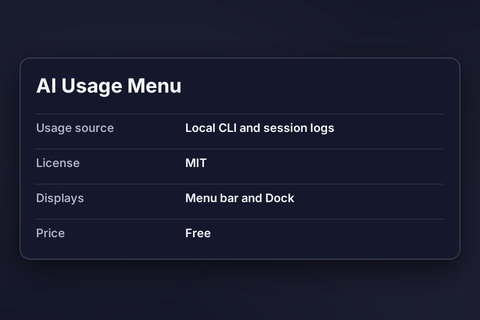 AI Usage Menu
Usage source Local CLI and session logs
License MIT
Displays Menu bar and Dock
Price Free